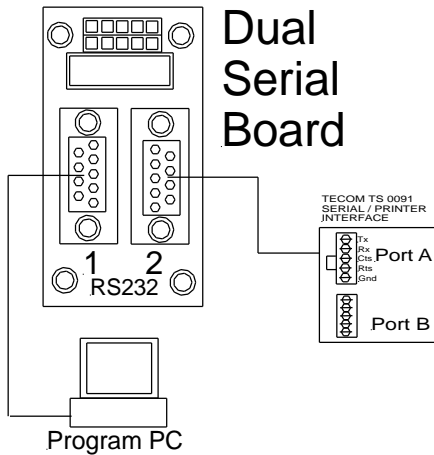 Dual
Serial
Board
1 2
RS232
TECOM TS 0091
SERIAL / PRINTER
INTERFACE
Tx
Rx
Cts
Rts
Gnd
Port A
Port B
Program PC